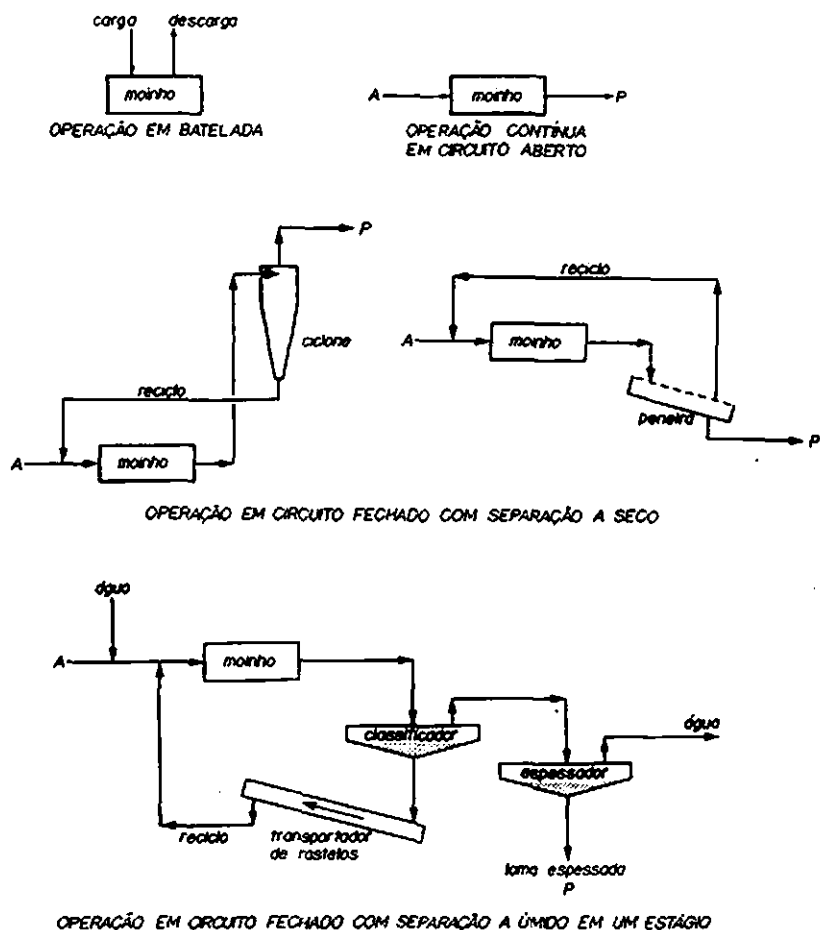 carga descarga
moinho
OPERAÇÃO EM BATELADA
A moinho P
OPERAÇÃO CONTÍNUA
EM CIRCUITO ABERTO
P
ciclone
reciclo
A moinho
reciclo
A moinho
peneira
P
OPERAÇÃO EM CIRCUITO FECHADO COM SEPARAÇÃO A SECO
água
A moinho
classificador
água
espessador
reciclo
transportador
de rastelos
lama espessada
P
OPERAÇÃO EM CIRCUITO FECHADO COM SEPARAÇÃO A ÚMIDO EM UM ESTÁGIO